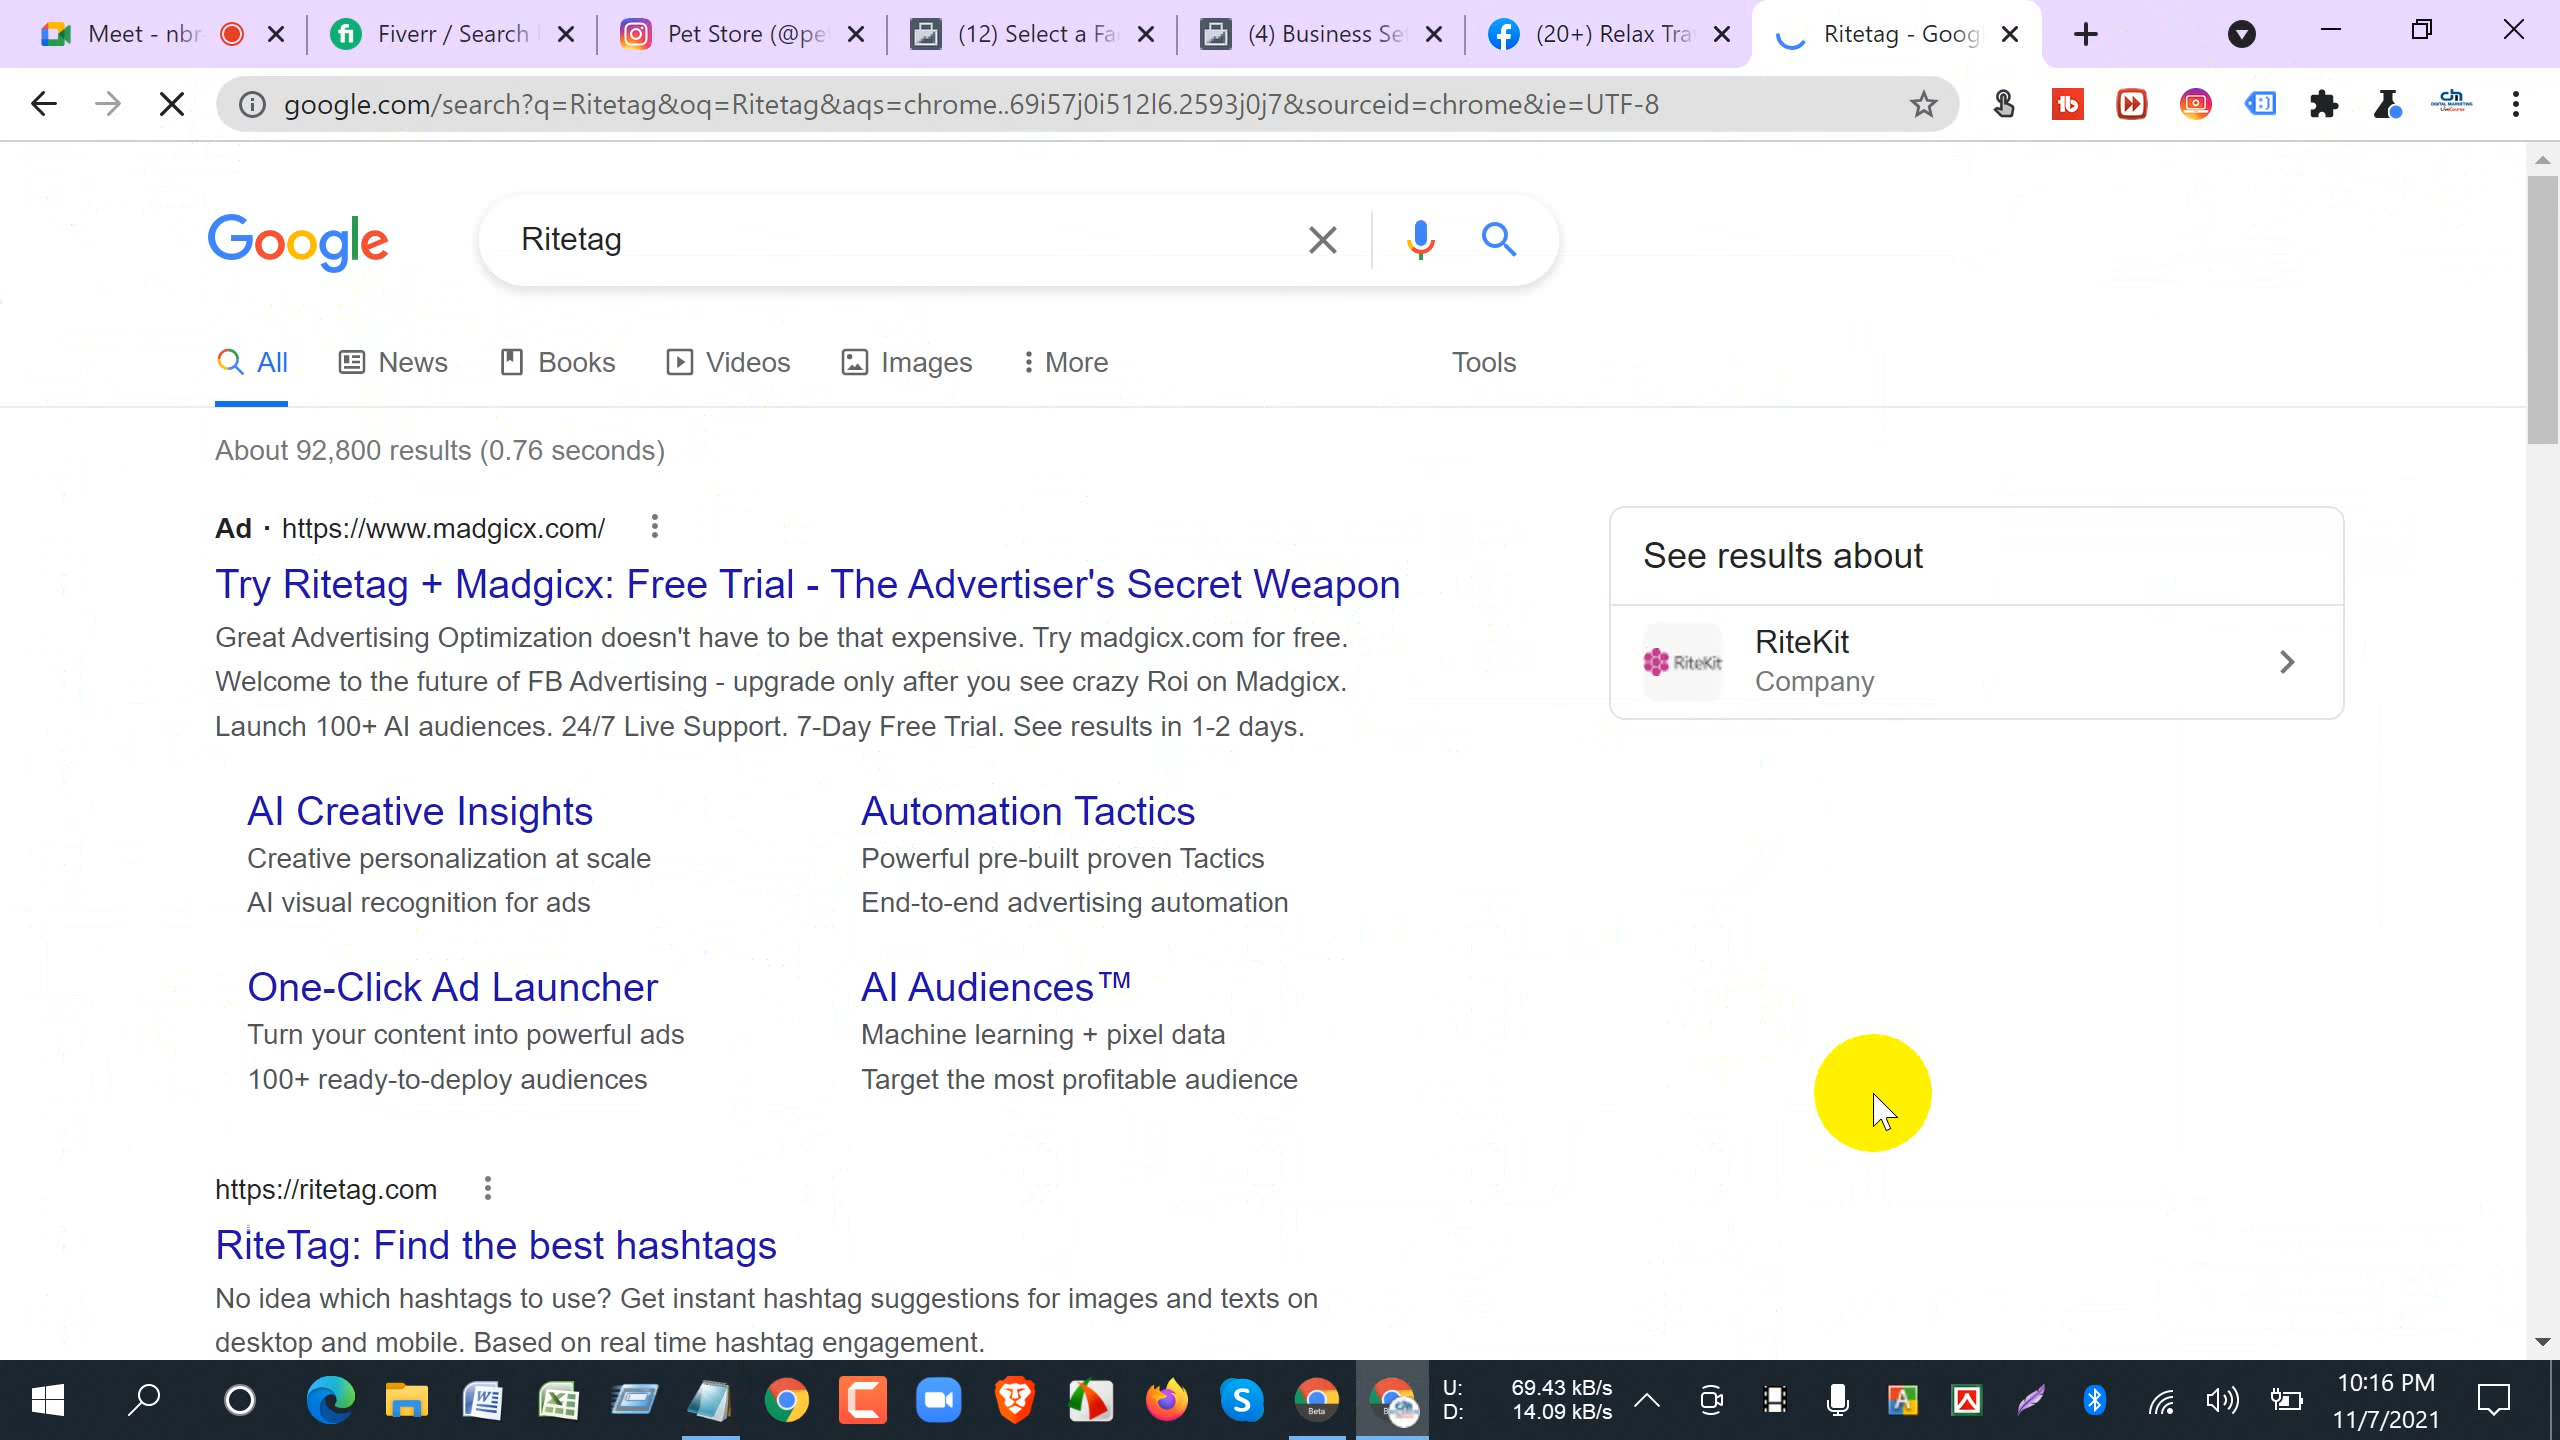 Meet - nbr
Fiverr / Search
Pet Store (@pe
(12) Select a Fa
(4) Business Se
(20+) Relax Tra
Ritetag - Goog
google.com/search?q=Ritetag&oq=Ritetag&aqs=chrome..69i57j0i512l6.2593j0j7&sourceid=chrome&ie=UTF-8
Google
Ritetag
All
News
Books
Videos
Images
More
Tools
About 92,800 results (0.76 seconds)
Ad · https://www.madgicx.com/
Try Ritetag + Madgicx: Free Trial - The Advertiser's Secret Weapon
Great Advertising Optimization doesn't have to be that expensive. Try madgicx.com for free.
Welcome to the future of FB Advertising - upgrade only after you see crazy Roi on Madgicx.
Launch 100+ AI audiences. 24/7 Live Support. 7-Day Free Trial. See results in 1-2 days.
See results about
RiteKit
RiteKit
Company
AI Creative Insights
Creative personalization at scale
AI visual recognition for ads
Automation Tactics
Powerful pre-built proven Tactics
End-to-end advertising automation
One-Click Ad Launcher
Turn your content into powerful ads
100+ ready-to-deploy audiences
AI Audiences™
Machine learning + pixel data
Target the most profitable audience
https://ritetag.com
RiteTag: Find the best hashtags
No idea which hashtags to use? Get instant hashtag suggestions for images and texts on
desktop and mobile. Based on real time hashtag engagement.
U: 69.43 kB/s
D: 14.09 kB/s
10:16 PM
11/7/2021